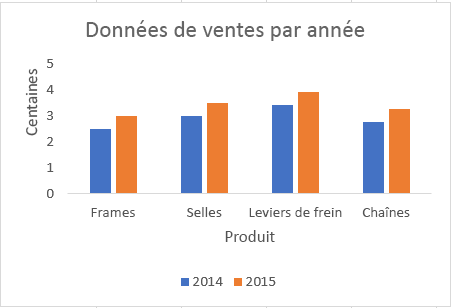 Données de ventes par année
Centaines
5
4
3
2
1
0
Frames Selles Leviers de frein Chaînes
Produit
2014 2015